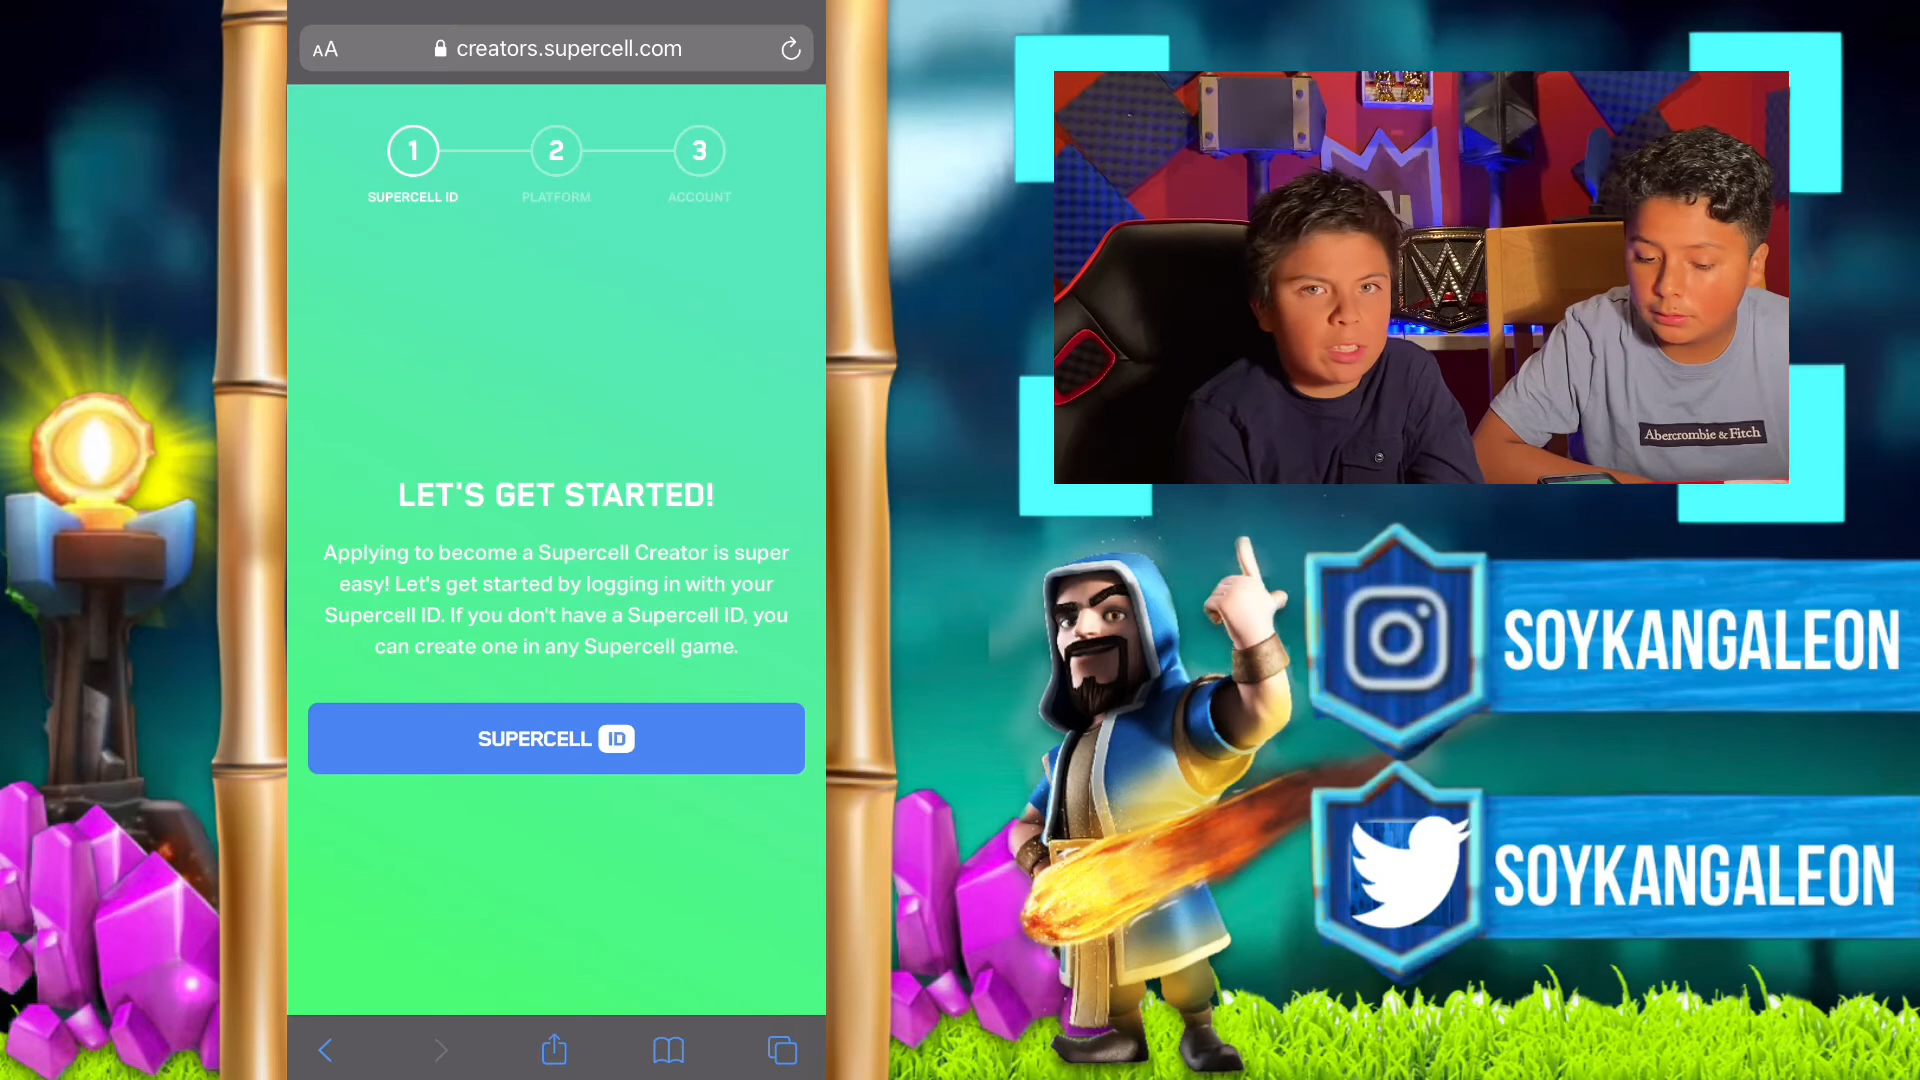 AA
creators.supercell.com
1
2
3
SUPERCELL ID
PLATFORM
ACCOUNT
LET'S GET STARTED!
Applying to become a Supercell Creator is super
easy! Let's get started by logging in with your
Supercell ID. If you don't have a Supercell ID, you
can create one in any Supercell game.
SUPERCELL ID
Abercrombie & Fitch
SOYKANGALEON
SOYKANGALEON